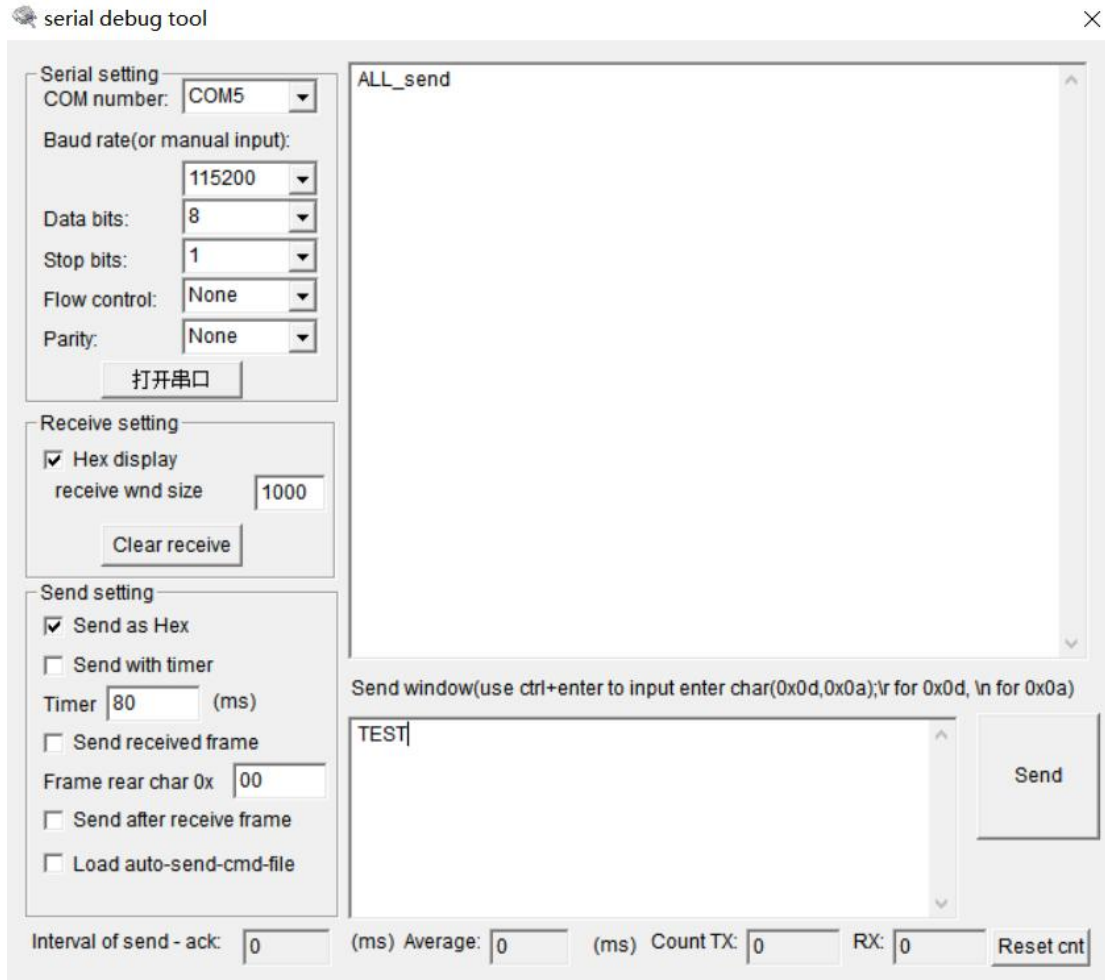 serial debug tool
Serial setting
COM number: COM5
Baud rate(or manual input):
115200
Data bits: 8
Stop bits: 1
Flow control: None
Parity: None
打开串口
Receive setting
Hex display
receive wnd size 1000
Clear receive
Send setting
Send as Hex
Send with timer
Timer 80 (ms)
Send received frame
Frame rear char 0x 00
Send after receive frame
Load auto-send-cmd-file
ALL_send
Send window(use ctrl+enter to input enter char(0x0d,0x0a);\r for 0x0d, \n for 0x0a)
TEST
Send
Interval of send - ack: 0 (ms) Average: 0 (ms) Count TX: 0 RX: 0 Reset cnt